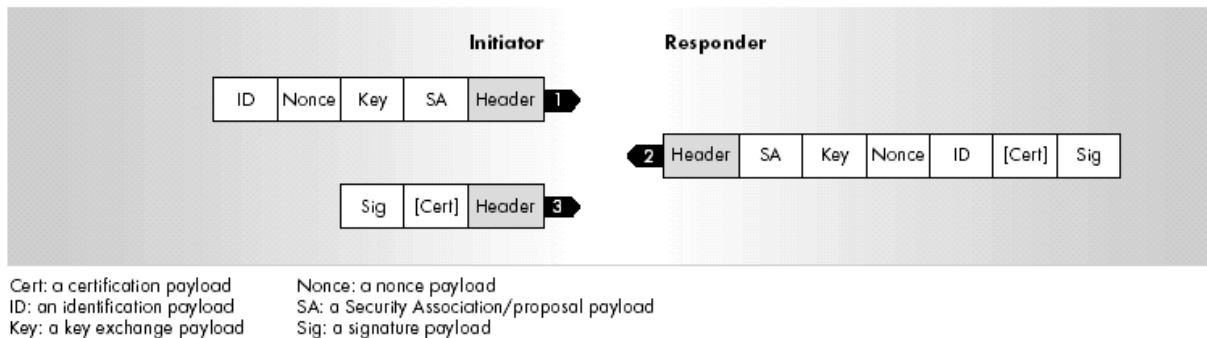 Initiator Responder
ID Nonce Key SA Header 1
2 Header SA Key Nonce ID [Cert] Sig
Sig [Cert] Header 3
Cert: a certification payload Nonce: a nonce payload
ID: an identification payload SA: a Security Association/proposal payload
Key: a key exchange payload Sig: a signature payload